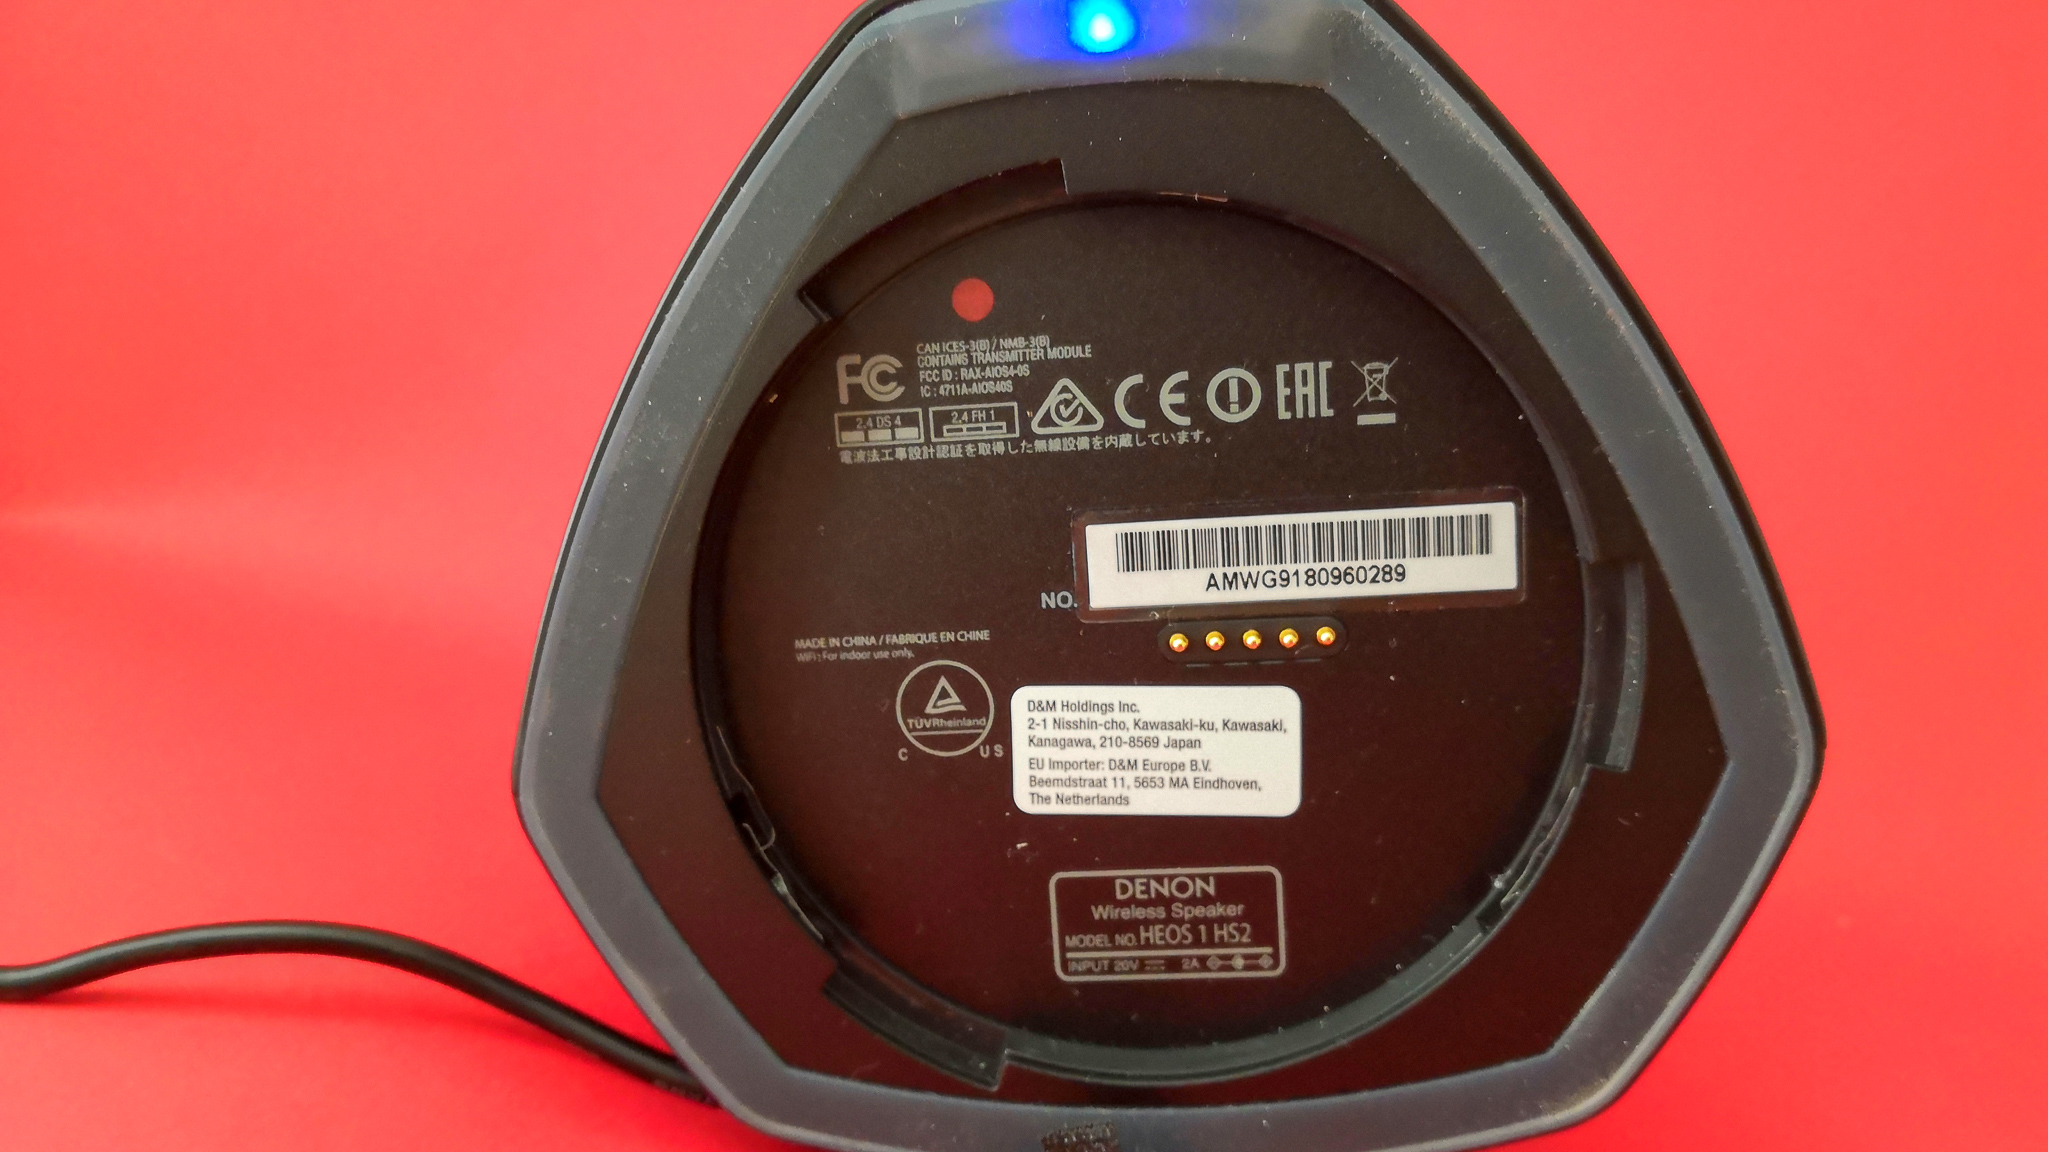 CAN ICES-3(B) / NMB-3(B)
CONTAINS TRANSMITTER MODULE
FCC ID : RAX-AIOS4-0S
IC : 4711A-AIOS40S
FC
2.4 DS 4
2.4 FH 1
CE
EAC
電波法工事設計認証を取得した無線設備を内蔵しています。
AMWG9180960289
NO.
MADE IN CHINA / FABRIQUE EN CHINE
WiFi : For indoor use only.
TÜVRheinland
C US
D&M Holdings Inc.
2-1 Nisshin-cho, Kawasaki-ku, Kawasaki,
Kanagawa, 210-8569 Japan
EU Importer: D&M Europe B.V.
Beemdstraat 11, 5653 MA Eindhoven,
The Netherlands
DENON
Wireless Speaker
MODEL NO. HEOS 1 HS2
INPUT 20V ⎓ 2A